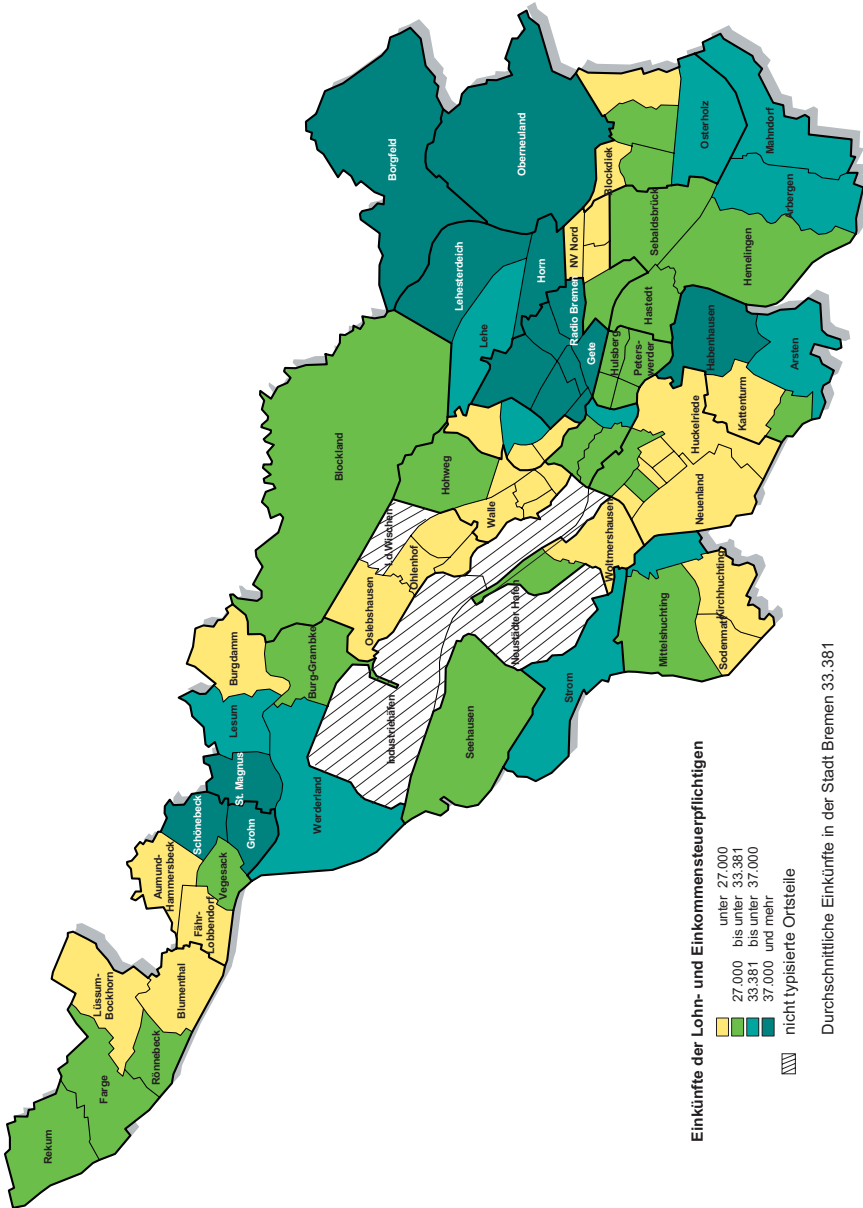 Rekum
Farge
Rönnebeck
Lüssum-
Bockhorn
Blumenthal
Fähr-
Lobbendorf
Aumund-
Hammersbeck
Vegesack
Schönebeck
Grohn
St. Magnus
Lesum
Burgdamm
Werderland
Burg-Grambke
Industriehäfen
Oslebshausen
Ohlenhof
I.d.Wischen
Blockland
Hohweg
Walle
Seehausen
Strom
Neustädter Hafen
Woltmershausen
Mittelshuchting
Sodenmatt
Kirchhuchting
Neuenland
Huckelriede
Kattenturm
Habenhausen
Arsten
Borgfeld
Oberneuland
Lehesterdeich
Lehe
Horn
Radio Bremen
NV Nord
Gete
Hulsberg
Peters-
werder
Hastedt
Sebaldsbrück
Blockdiek
Hemelingen
Osterholz
Mahndorf
Arbergen
Einkünfte der Lohn- und Einkommensteuerpflichtigen
unter 27.000
27.000 bis unter 33.381
33.381 bis unter 37.000
37.000 und mehr
nicht typisierte Ortsteile
Durchschnittliche Einkünfte in der Stadt Bremen 33.381